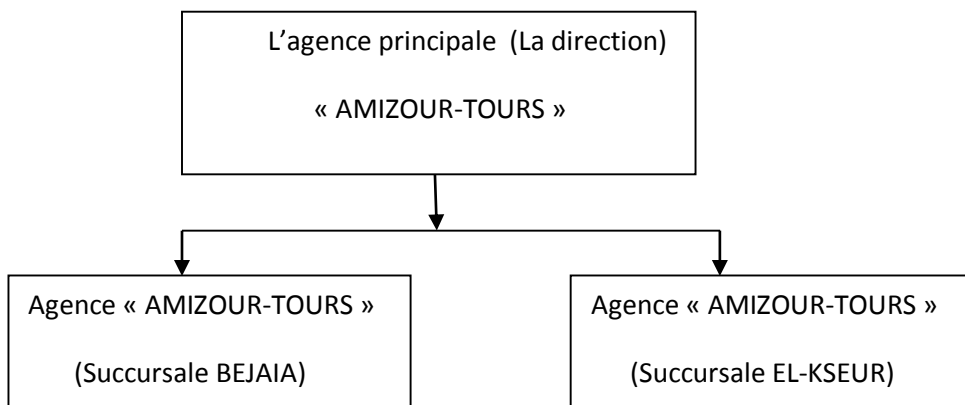 L'agence principale (La direction)
« AMIZOUR-TOURS »
Agence « AMIZOUR-TOURS »
(Succursale BEJAIA)
Agence « AMIZOUR-TOURS »
(Succursale EL-KSEUR)